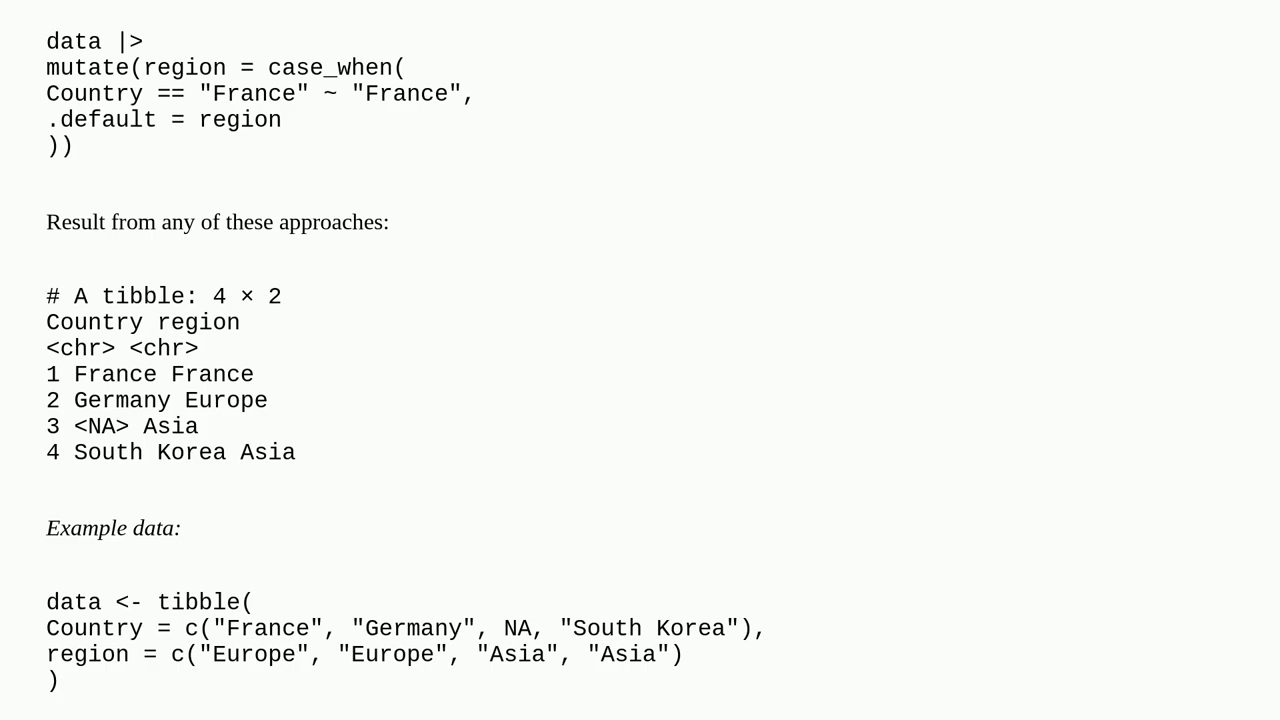 data |>
mutate(region = case_when(
Country == "France" ~ "France",
.default = region
))
Result from any of these approaches:
# A tibble: 4 × 2
Country region
<chr> <chr>
1 France France
2 Germany Europe
3 <NA> Asia
4 South Korea Asia
Example data:
data <- tibble(
Country = c("France", "Germany", NA, "South Korea"),
region = c("Europe", "Europe", "Asia", "Asia")
)